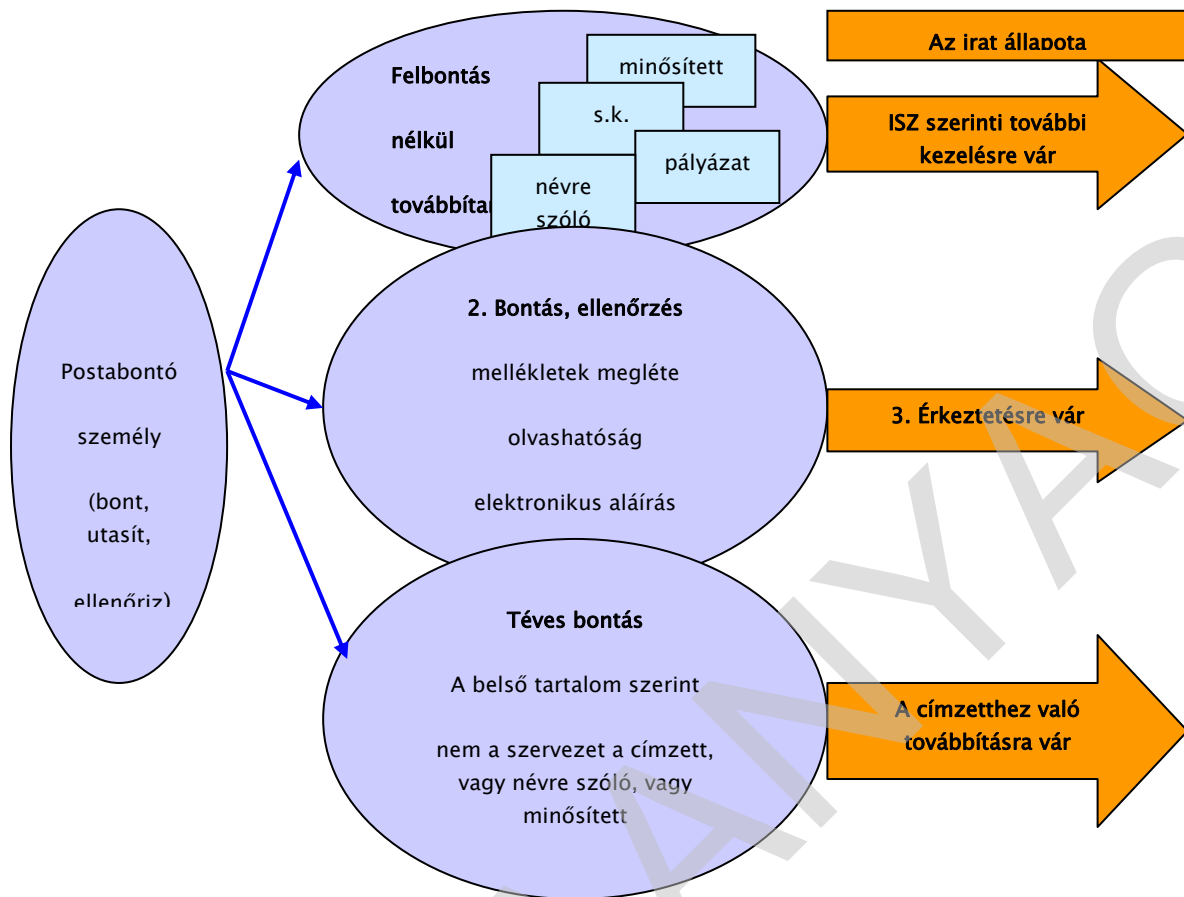 Postabontó
személy
(bont,
utasít,
ellenőriz)
Felbontás
nélkül
minősített
s.k.
pályázat
névre
szóló
2. Bontás, ellenőrzés
mellékletek megléte
olvashatóság
elektronikus aláírás
Téves bontás
A belső tartalom szerint
nem a szervezet a címzett,
vagy névre szóló, vagy
minősített
Az irat állapota
ISZ szerinti további
kezelésre vár
3. Érkeztetésre vár
A címzetthez való
továbbításra vár